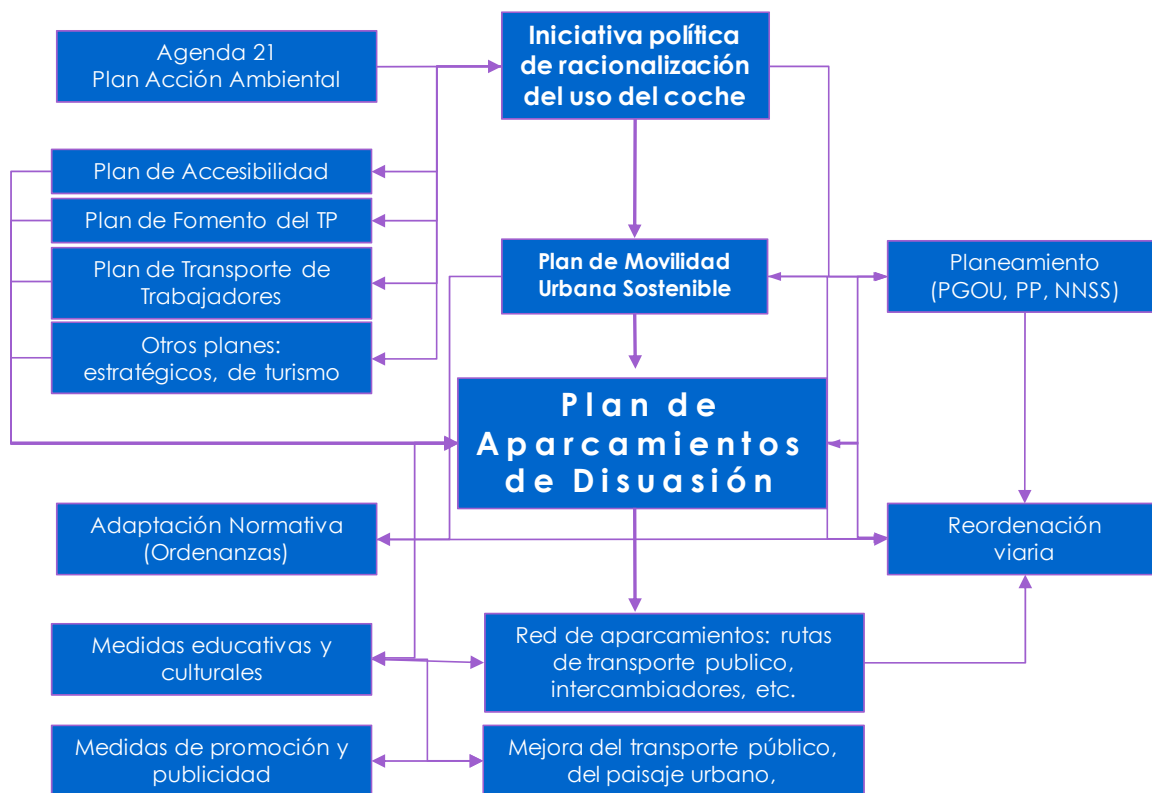 Agenda 21
Plan Acción Ambiental
Iniciativa política
de racionalización
del uso del coche
Plan de Accesibilidad
Plan de Fomento del TP
Plan de Transporte de
Trabajadores
Otros planes:
estratégicos, de turismo
Plan de Movilidad
Urbana Sostenible
Planeamiento
(PGOU, PP, NNSS)
Plan de
Aparcamientos
de Disuasión
Adaptación Normativa
(Ordenanzas)
Reordenación
viaria
Medidas educativas y
culturales
Red de aparcamientos: rutas
de transporte publico,
intercambiadores, etc.
Medidas de promoción y
publicidad
Mejora del transporte público,
del paisaje urbano,